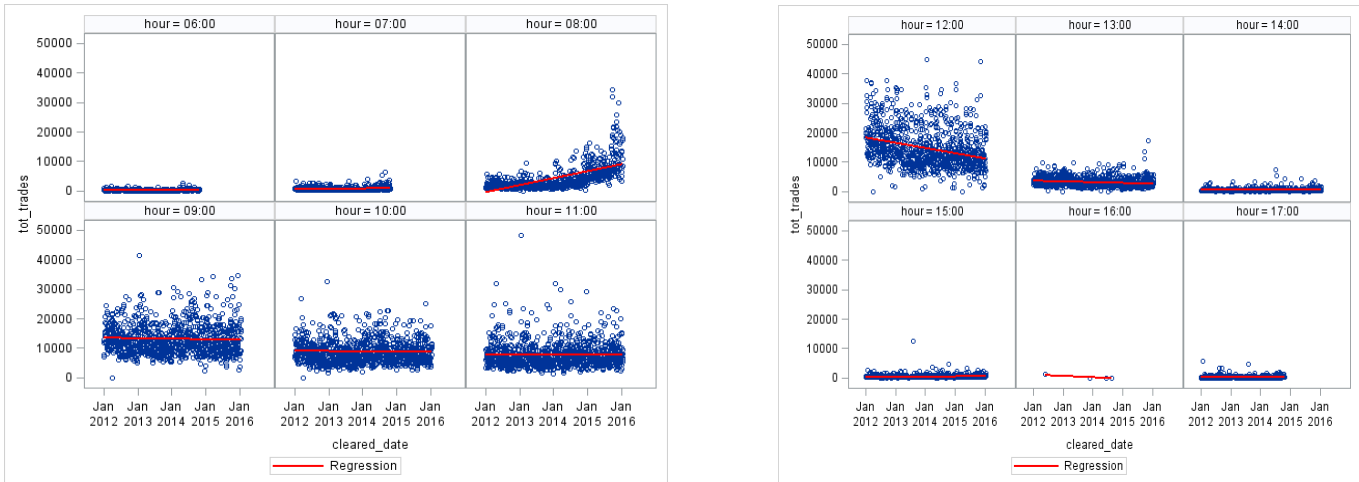 hour = 06:00 hour = 07:00 hour = 08:00
50000
40000
30000
20000
10000
0
hour = 09:00 hour = 10:00 hour = 11:00
50000
40000
30000
20000
10000
0
tot_trades
Jan Jan Jan Jan Jan Jan Jan Jan Jan Jan Jan Jan Jan Jan Jan
2012 2013 2014 2015 2016 2012 2013 2014 2015 2016 2012 2013 2014 2015 2016
cleared_date
Regression
hour = 12:00 hour = 13:00 hour = 14:00
50000
40000
30000
20000
10000
0
hour = 15:00 hour = 16:00 hour = 17:00
50000
40000
30000
20000
10000
0
tot_trades
Jan Jan Jan Jan Jan Jan Jan Jan Jan Jan Jan Jan Jan Jan Jan
2012 2013 2014 2015 2016 2012 2013 2014 2015 2016 2012 2013 2014 2015 2016
cleared_date
Regression